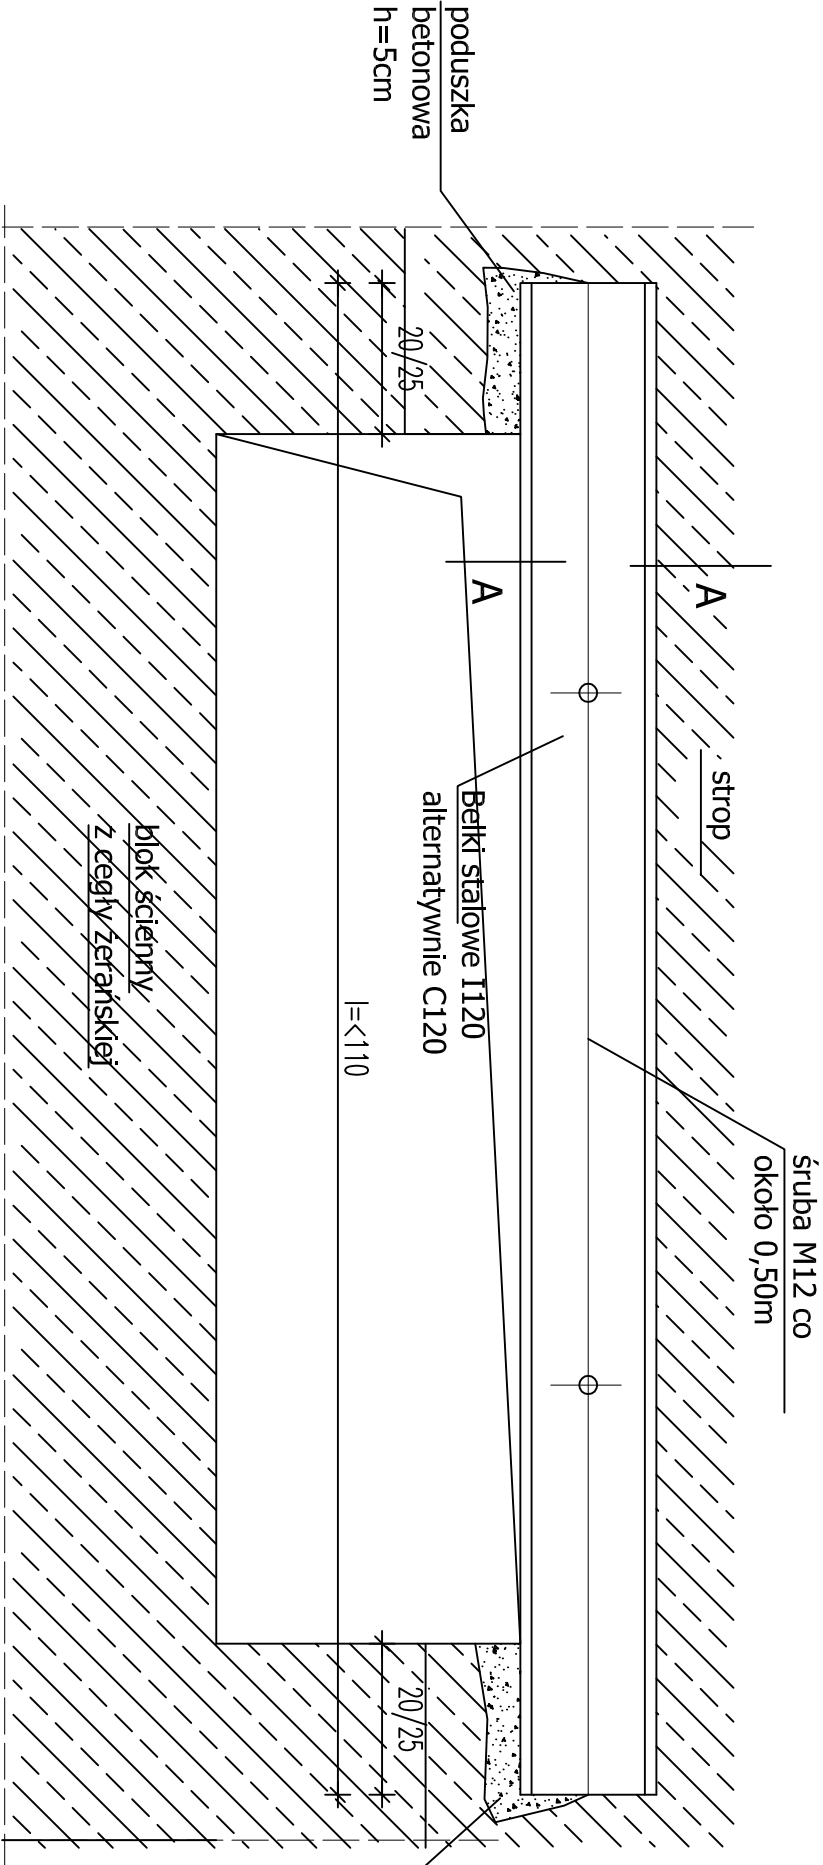 poduszka
betonowa
h=5cm
20/25
A
A
strop
Belki stalowe I120
alternatywnie C120
blok ścienny
z cegły żerańskiej
l=<110
śruba M12 co
około 0,50m
20/25